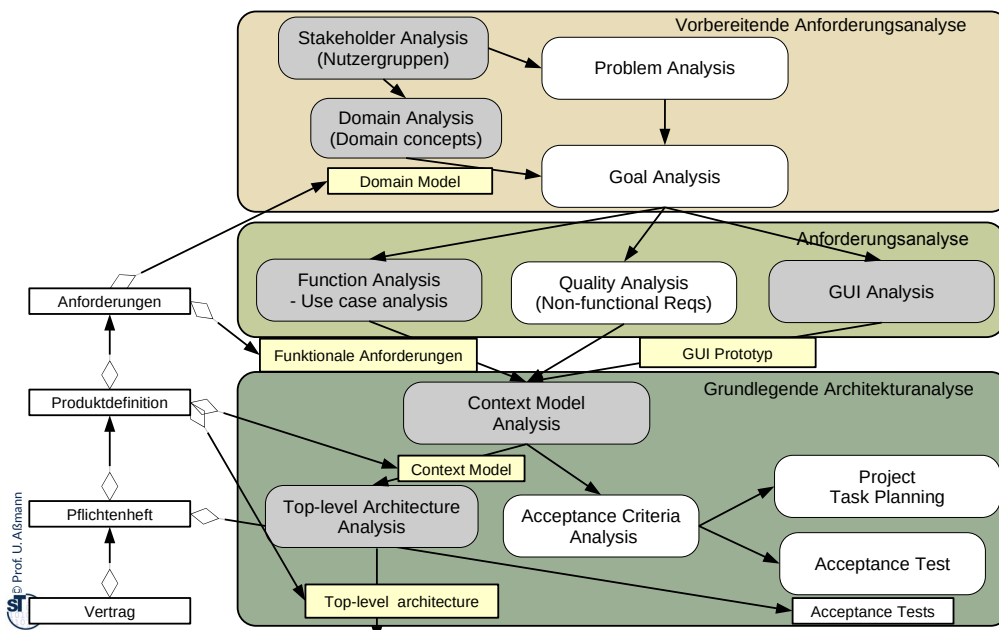 Vorbereitende Anforderungsanalyse
Stakeholder Analysis
(Nutzergruppen)
Problem Analysis
Domain Analysis
(Domain concepts)
Domain Model
Goal Analysis
Anforderungsanalyse
Function Analysis
- Use case analysis
Quality Analysis
(Non-functional Reqs)
GUI Analysis
Anforderungen
Funktionale Anforderungen
GUI Prototyp
Grundlegende Architekturanalyse
Produktdefinition
Context Model
Analysis
Context Model
Project
Task Planning
Pflichtenheft
Top-level Architecture
Analysis
Acceptance Criteria
Analysis
Acceptance Test
Vertrag
Top-level architecture
Acceptance Tests
© Prof. U. Aßmann
ST